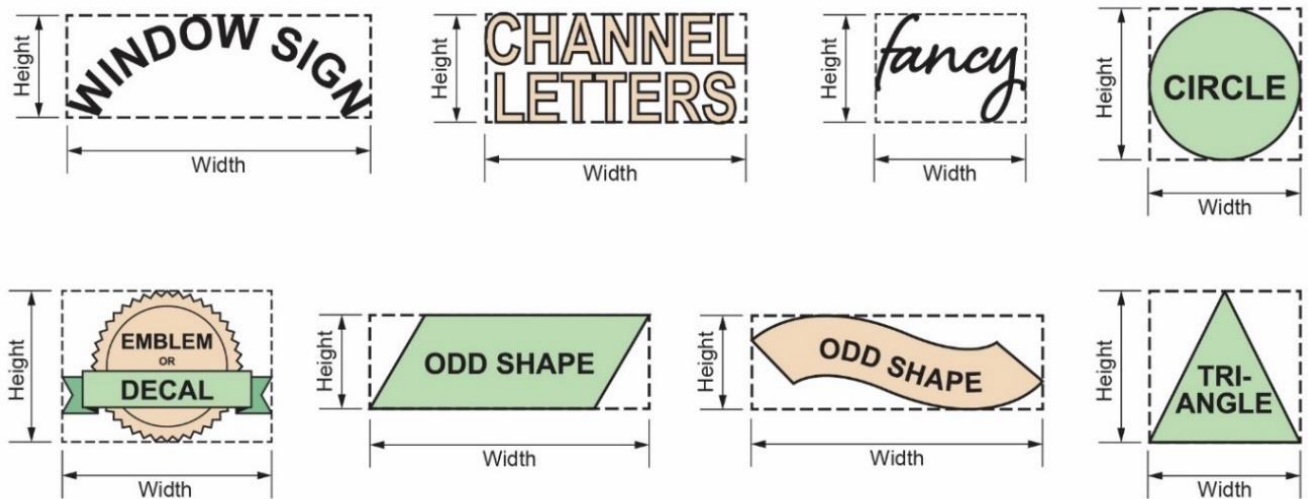 Height
WINDOW SIGN
Width
Height
CHANNEL
LETTERS
Width
Height
fancy
Width
Height
CIRCLE
Width
Height
EMBLEM
OR
DECAL
Width
Height
ODD SHAPE
Width
Height
ODD SHAPE
Width
Height
TRI-
ANGLE
Width